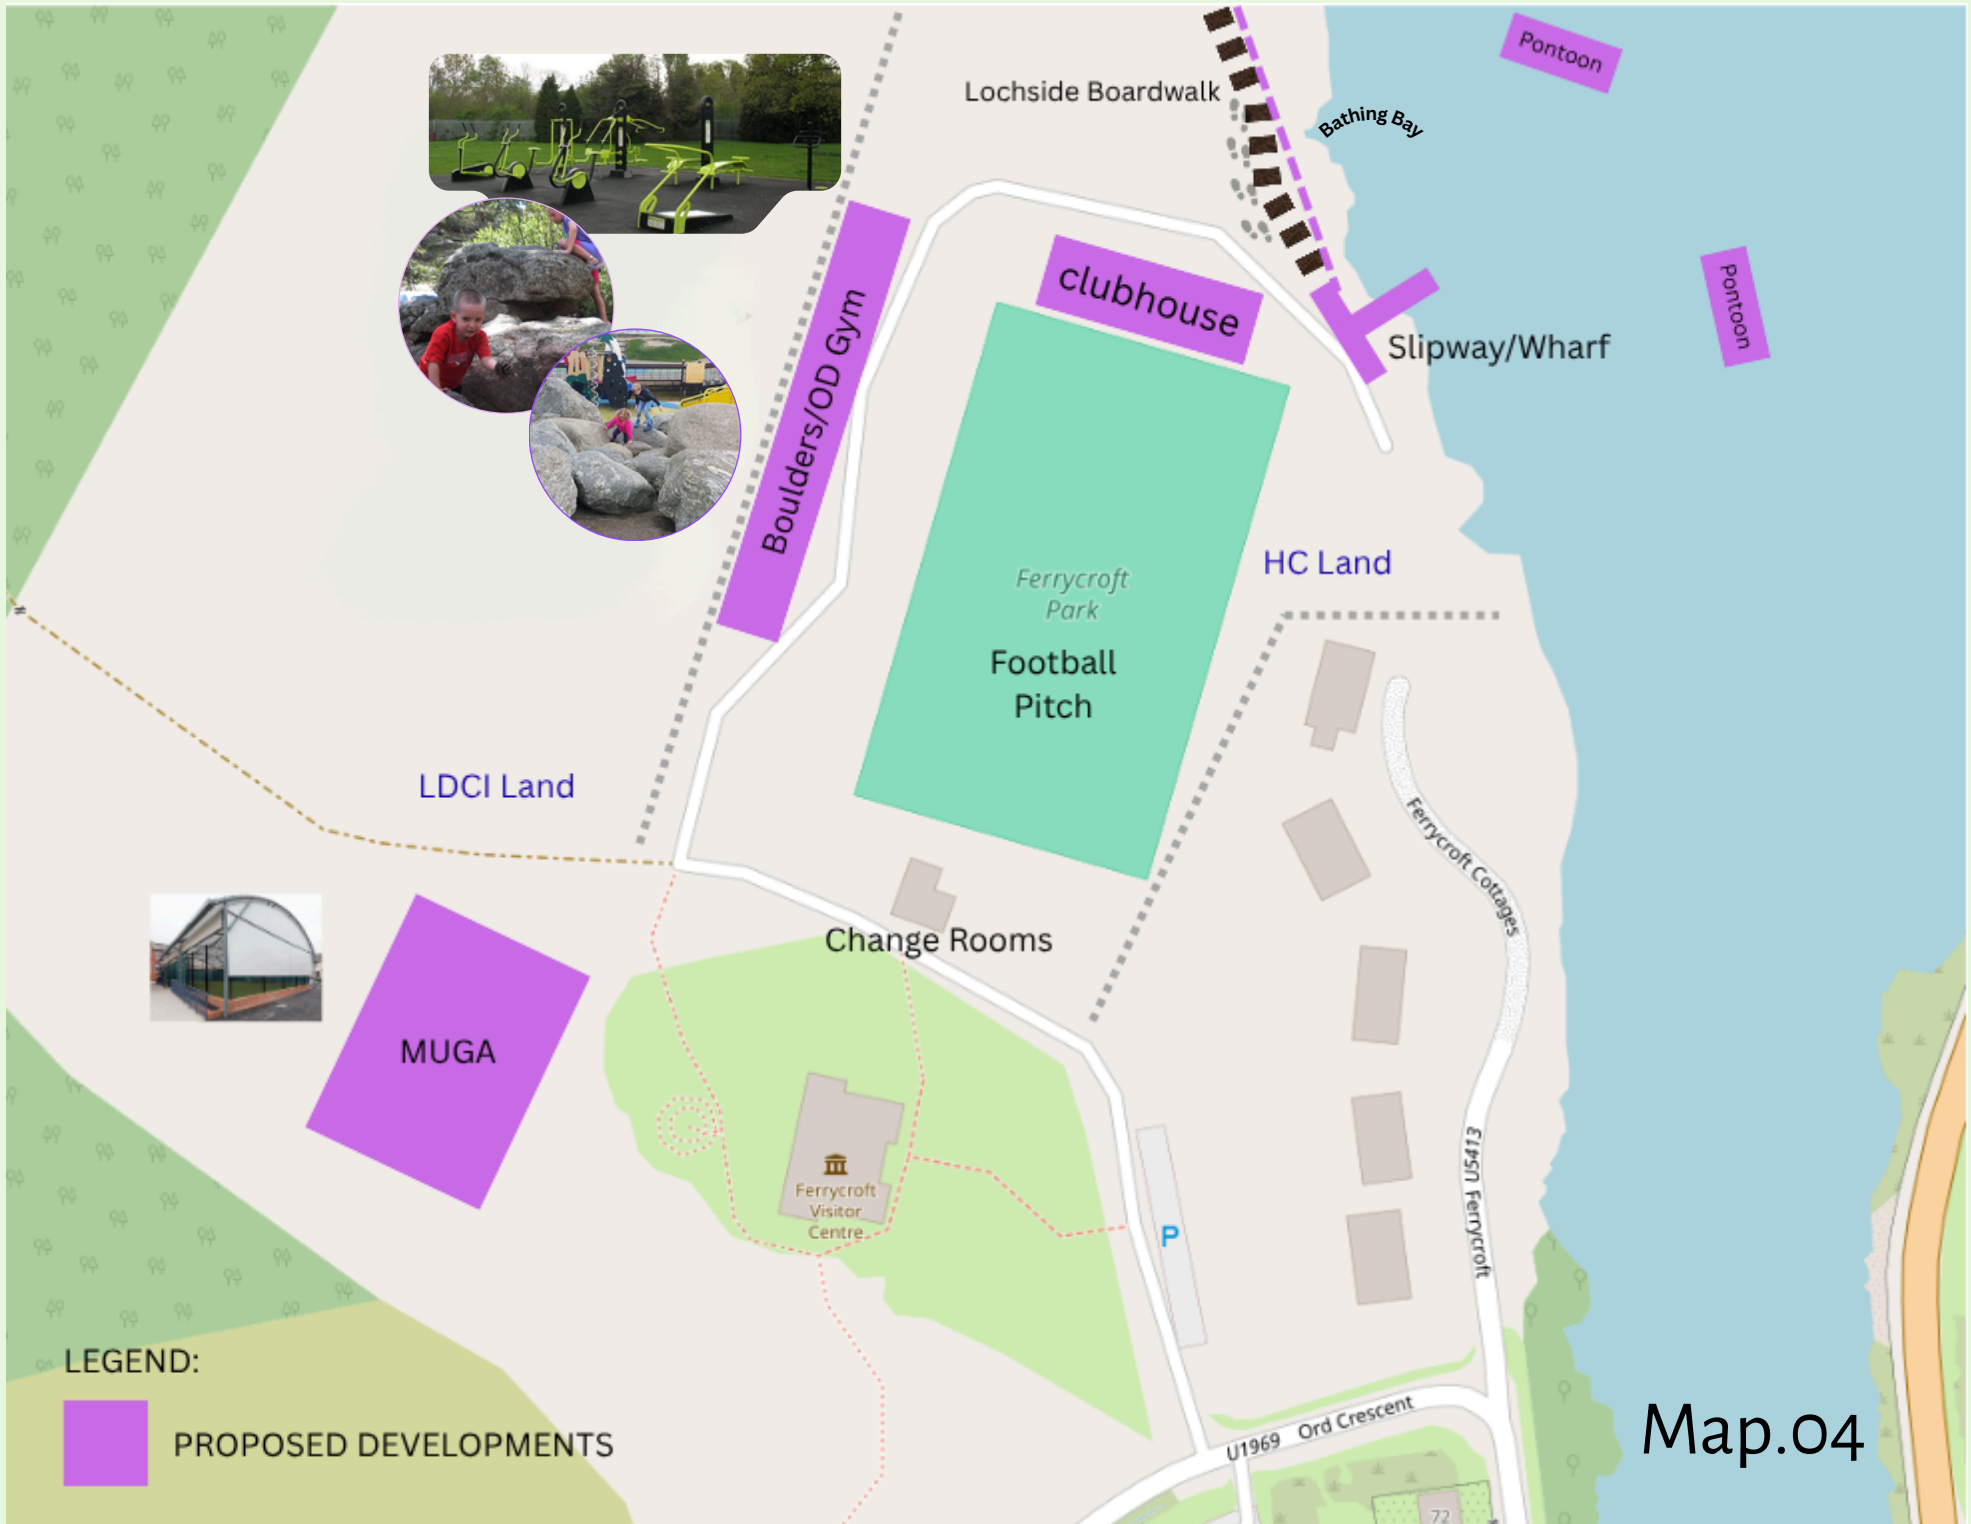 Pontoon
Lochside Boardwalk
Bathing Bay
clubhouse
Pontoon
Slipway/Wharf
Boulders/OD Gym
HC Land
Ferrycroft
Park
Football
Pitch
LDCI Land
Ferrycroft Cottages
Change Rooms
MUGA
Ferrycroft
Visitor
Centre
P
U5413 Ferrycroft
LEGEND:
PROPOSED DEVELOPMENTS
U1969 Ord Crescent
Map.04
72